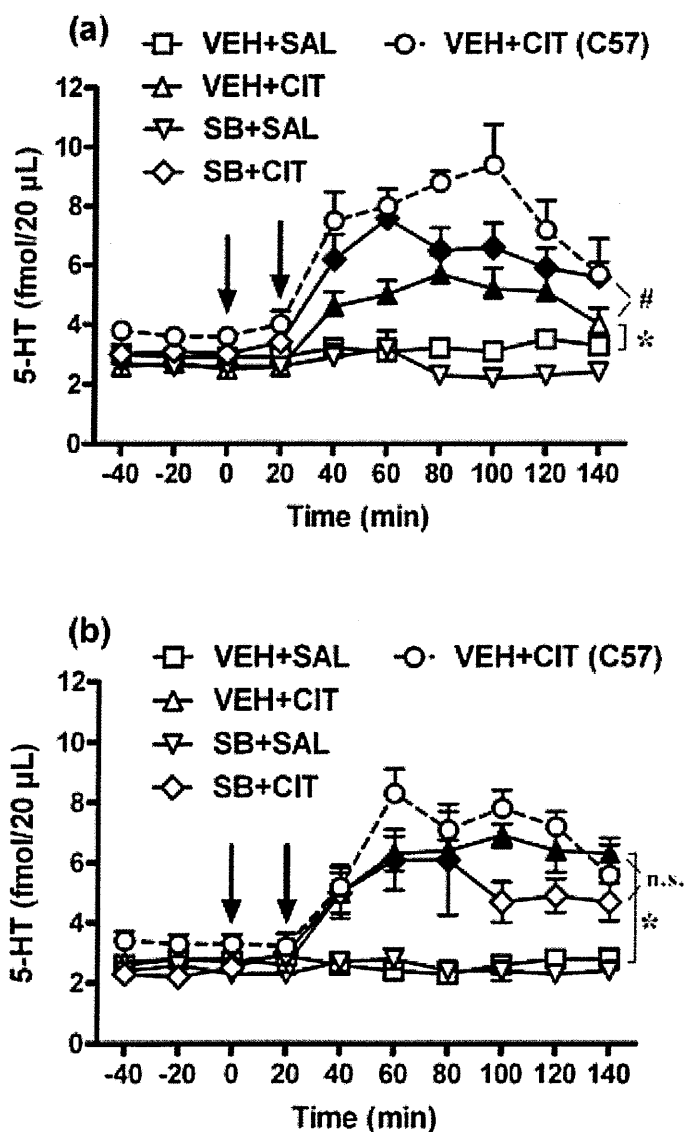 (a)
VEH+SAL
VEH+CIT (C57)
VEH+CIT
SB+SAL
SB+CIT
12
10
8
6
4
2
0
5-HT (fmol/20 µL)
#
*
-40 -20 0 20 40 60 80 100 120 140
Time (min)
(b)
VEH+SAL
VEH+CIT (C57)
VEH+CIT
SB+SAL
SB+CIT
12
10
8
6
4
2
0
5-HT (fmol/20 µL)
n.s.
*
-40 -20 0 20 40 60 80 100 120 140
Time (min)